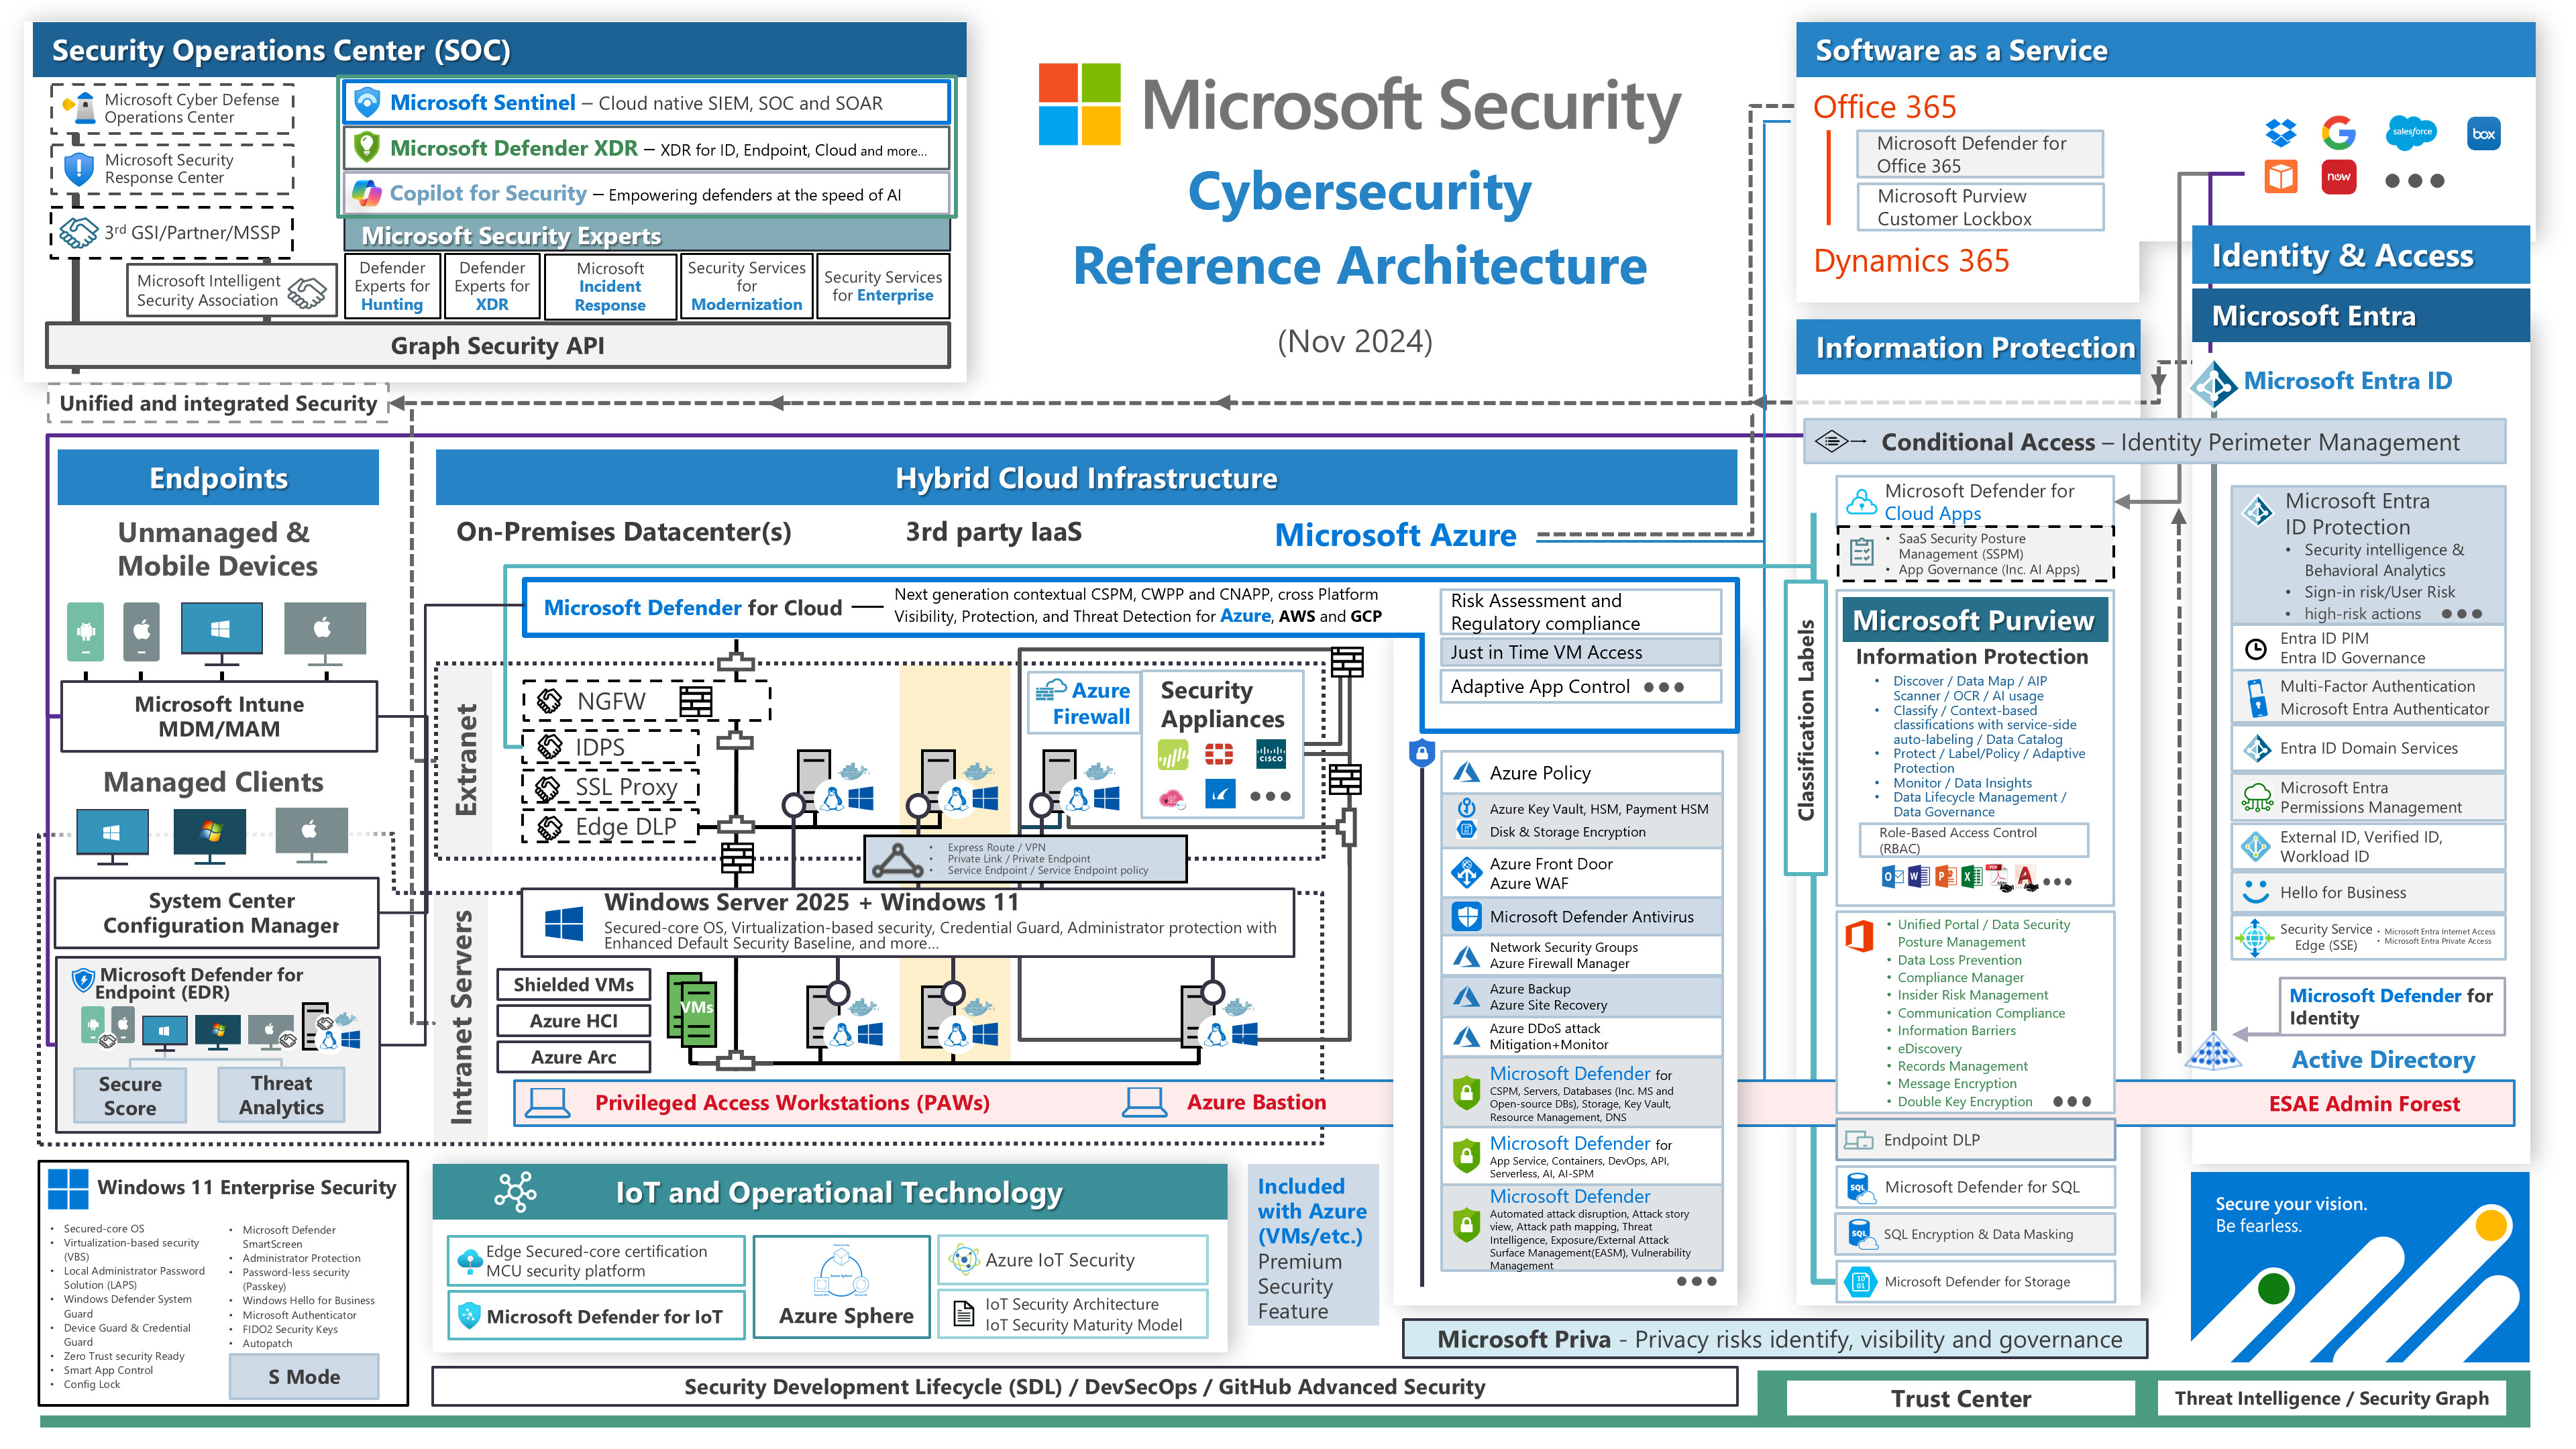 Security Operations Center (SOC)
Microsoft Cyber Defense
Operations Center
Microsoft Security
Response Center
3rd GSI/Partner/MSSP
Microsoft Intelligent
Security Association
Microsoft Sentinel – Cloud native SIEM, SOC and SOAR
Microsoft Defender XDR – XDR for ID, Endpoint, Cloud and more...
Copilot for Security – Empowering defenders at the speed of AI
Microsoft Security Experts
Defender
Experts for
Hunting
Defender
Experts for
XDR
Microsoft
Incident
Response
Security Services
for
Modernization
Security Services
for Enterprise
Graph Security API
Unified and integrated Security
Microsoft Security
Cybersecurity
Reference Architecture
(Nov 2024)
Software as a Service
Office 365
Microsoft Defender for
Office 365
Microsoft Purview
Customer Lockbox
Dynamics 365
salesforce
box
now
Identity & Access
Microsoft Entra
Microsoft Entra ID
Information Protection
Conditional Access – Identity Perimeter Management
Endpoints
Unmanaged &
Mobile Devices
Microsoft Intune
MDM/MAM
Managed Clients
System Center
Configuration Manager
Microsoft Defender for
Endpoint (EDR)
Secure
Score
Threat
Analytics
Hybrid Cloud Infrastructure
On-Premises Datacenter(s)
3rd party IaaS
Microsoft Azure
Microsoft Defender for Cloud —
Next generation contextual CSPM, CWPP and CNAPP, cross Platform
Visibility, Protection, and Threat Detection for Azure, AWS and GCP
Risk Assessment and
Regulatory compliance
Just in Time VM Access
Adaptive App Control
Extranet
NGFW
IDPS
SSL Proxy
Edge DLP
Azure
Firewall
Security
Appliances
CISCO
• Express Route / VPN
• Private Link / Private Endpoint
• Service Endpoint / Service Endpoint policy
Intranet Servers
Windows Server 2025 + Windows 11
Secured-core OS, Virtualization-based security, Credential Guard, Administrator protection with
Enhanced Default Security Baseline, and more...
Shielded VMs
Azure HCI
Azure Arc
VMs
Privileged Access Workstations (PAWs)
Azure Bastion
ESAE Admin Forest
Azure Policy
Azure Key Vault, HSM, Payment HSM
Disk & Storage Encryption
Azure Front Door
Azure WAF
Microsoft Defender Antivirus
Network Security Groups
Azure Firewall Manager
Azure Backup
Azure Site Recovery
Azure DDoS attack
Mitigation+Monitor
Microsoft Defender for
CSPM, Servers, Databases (Inc. MS and
Open-source DBs), Storage, Key Vault,
Resource Management, DNS
Microsoft Defender for
App Service, Containers, DevOps, API,
Serverless, AI, AI-SPM
Microsoft Defender
Automated attack disruption, Attack story
view, Attack path mapping, Threat
Intelligence, Exposure/External Attack
Surface Management(EASM), Vulnerability
Management
Classification Labels
Microsoft Defender for
Cloud Apps
• SaaS Security Posture
Management (SSPM)
• App Governance (Inc. AI Apps)
Microsoft Purview
Information Protection
• Discover / Data Map / AIP
Scanner / OCR / AI usage
• Classify / Context-based
classifications with service-side
auto-labeling / Data Catalog
• Protect / Label/Policy / Adaptive
Protection
• Monitor / Data Insights
• Data Lifecycle Management /
Data Governance
Role-Based Access Control
(RBAC)
PDF
• Unified Portal / Data Security
Posture Management
• Data Loss Prevention
• Compliance Manager
• Insider Risk Management
• Communication Compliance
• Information Barriers
• eDiscovery
• Records Management
• Message Encryption
• Double Key Encryption
Endpoint DLP
SQL
Microsoft Defender for SQL
SQL
SQL Encryption & Data Masking
10
01
Microsoft Defender for Storage
Microsoft Entra
ID Protection
• Security intelligence &
Behavioral Analytics
• Sign-in risk/User Risk
• high-risk actions
Entra ID PIM
Entra ID Governance
Multi-Factor Authentication
Microsoft Entra Authenticator
Entra ID Domain Services
Microsoft Entra
Permissions Management
External ID, Verified ID,
Workload ID
Hello for Business
Security Service
Edge (SSE)
• Microsoft Entra Internet Access
• Microsoft Entra Private Access
Microsoft Defender for
Identity
Active Directory
Windows 11 Enterprise Security
• Secured-core OS
• Virtualization-based security
(VBS)
• Local Administrator Password
Solution (LAPS)
• Windows Defender System
Guard
• Device Guard & Credential
Guard
• Zero Trust security Ready
• Smart App Control
• Config Lock
• Microsoft Defender
SmartScreen
• Administrator Protection
• Password-less security
(Passkey)
• Windows Hello for Business
• Microsoft Authenticator
• FIDO2 Security Keys
• Autopatch
S Mode
IoT and Operational Technology
Edge Secured-core certification
MCU security platform
Microsoft Defender for IoT
Azure Sphere
Azure IoT Security
IoT Security Architecture
IoT Security Maturity Model
Included
with Azure
(VMs/etc.)
Premium
Security
Feature
Microsoft Priva - Privacy risks identify, visibility and governance
Secure your vision.
Be fearless.
Security Development Lifecycle (SDL) / DevSecOps / GitHub Advanced Security
Trust Center
Threat Intelligence / Security Graph